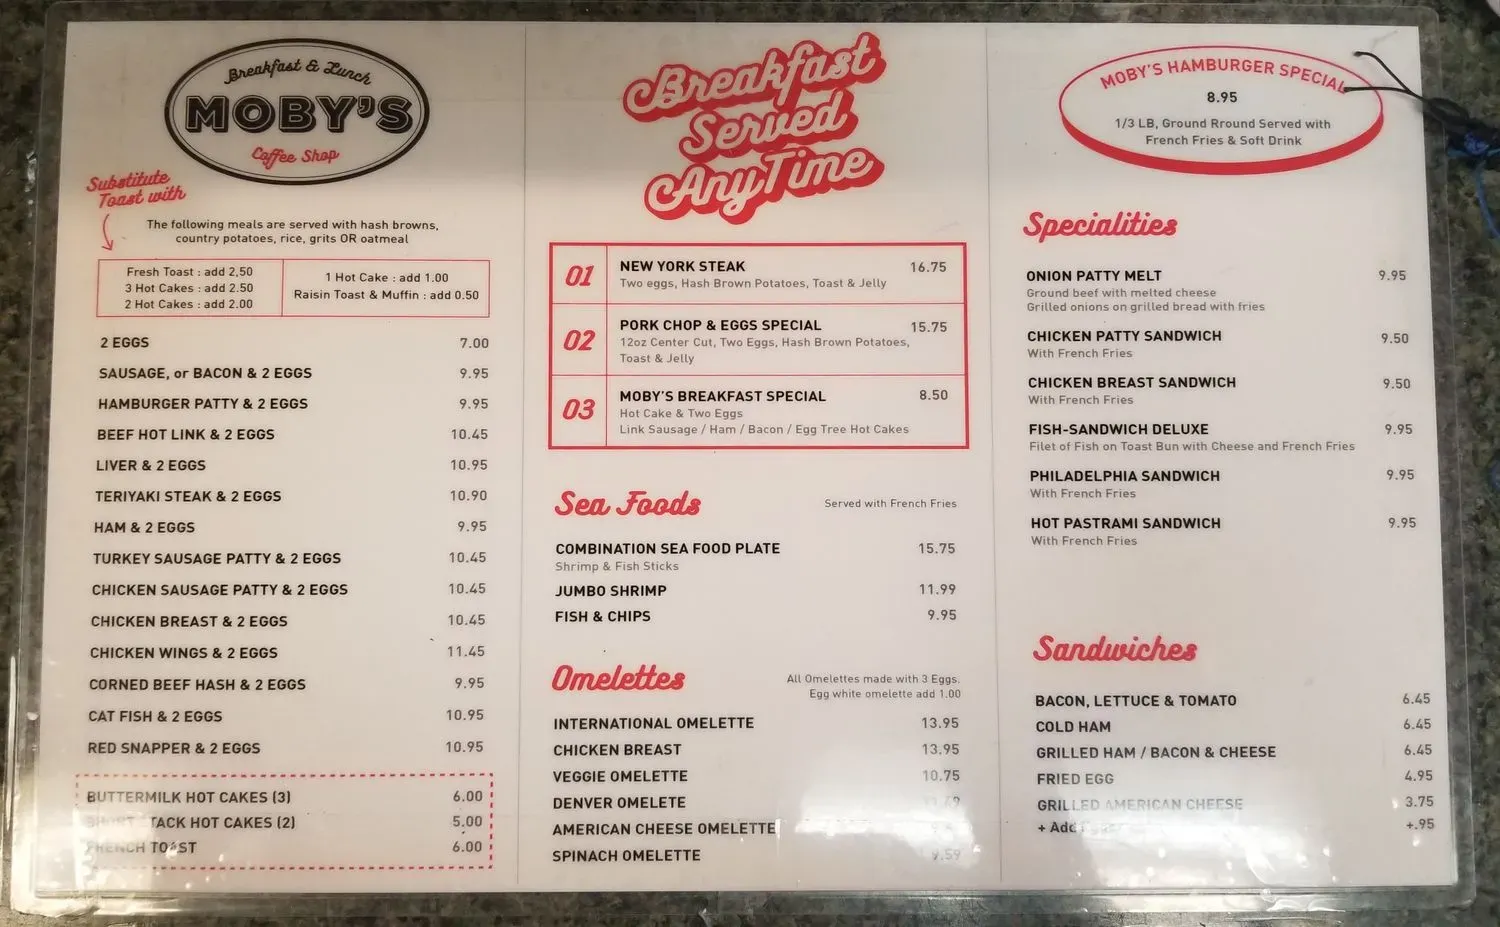 Breakfast & Lunch
MOBY'S
Coffee Shop
Substitute
Toast with
The following meals are served with hash browns,
country potatoes, rice, grits OR oatmeal
Fresh Toast : add 2,50
3 Hot Cakes : add 2.50
2 Hot Cakes : add 2.00
1 Hot Cake : add 1.00
Raisin Toast & Muffin : add 0.50
2 EGGS 7.00
SAUSAGE, or BACON & 2 EGGS 9.95
HAMBURGER PATTY & 2 EGGS 9.95
BEEF HOT LINK & 2 EGGS 10.45
LIVER & 2 EGGS 10.95
TERIYAKI STEAK & 2 EGGS 10.90
HAM & 2 EGGS 9.95
TURKEY SAUSAGE PATTY & 2 EGGS 10.45
CHICKEN SAUSAGE PATTY & 2 EGGS 10.45
CHICKEN BREAST & 2 EGGS 10.45
CHICKEN WINGS & 2 EGGS 11.45
CORNED BEEF HASH & 2 EGGS 9.95
CAT FISH & 2 EGGS 10.95
RED SNAPPER & 2 EGGS 10.95
BUTTERMILK HOT CAKES (3) 6.00
SHORT STACK HOT CAKES (2) 5.00
FRENCH TOAST 6.00
Breakfast
Served
AnyTime
01 NEW YORK STEAK 16.75
Two eggs, Hash Brown Potatoes, Toast & Jelly
02 PORK CHOP & EGGS SPECIAL 15.75
12oz Center Cut, Two Eggs, Hash Brown Potatoes,
Toast & Jelly
03 MOBY'S BREAKFAST SPECIAL 8.50
Hot Cake & Two Eggs
Link Sausage / Ham / Bacon / Egg Tree Hot Cakes
Sea Foods Served with French Fries
COMBINATION SEA FOOD PLATE 15.75
Shrimp & Fish Sticks
JUMBO SHRIMP 11.99
FISH & CHIPS 9.95
Omelettes All Omelettes made with 3 Eggs.
Egg white omelette add 1.00
INTERNATIONAL OMELETTE 13.95
CHICKEN BREAST 13.95
VEGGIE OMELETTE 10.75
DENVER OMELETE
AMERICAN CHEESE OMELETTE
SPINACH OMELETTE 9.59
MOBY'S HAMBURGER SPECIAL
8.95
1/3 LB, Ground Rround Served with
French Fries & Soft Drink
Specialities
ONION PATTY MELT 9.95
Ground beef with melted cheese
Grilled onions on grilled bread with fries
CHICKEN PATTY SANDWICH 9.50
With French Fries
CHICKEN BREAST SANDWICH 9.50
With French Fries
FISH-SANDWICH DELUXE 9.95
Filet of Fish on Toast Bun with Cheese and French Fries
PHILADELPHIA SANDWICH 9.95
With French Fries
HOT PASTRAMI SANDWICH 9.95
With French Fries
Sandwiches
BACON, LETTUCE & TOMATO 6.45
COLD HAM 6.45
GRILLED HAM / BACON & CHEESE 6.45
FRIED EGG 4.95
GRILLED AMERICAN CHEESE 3.75
+ Add +.95